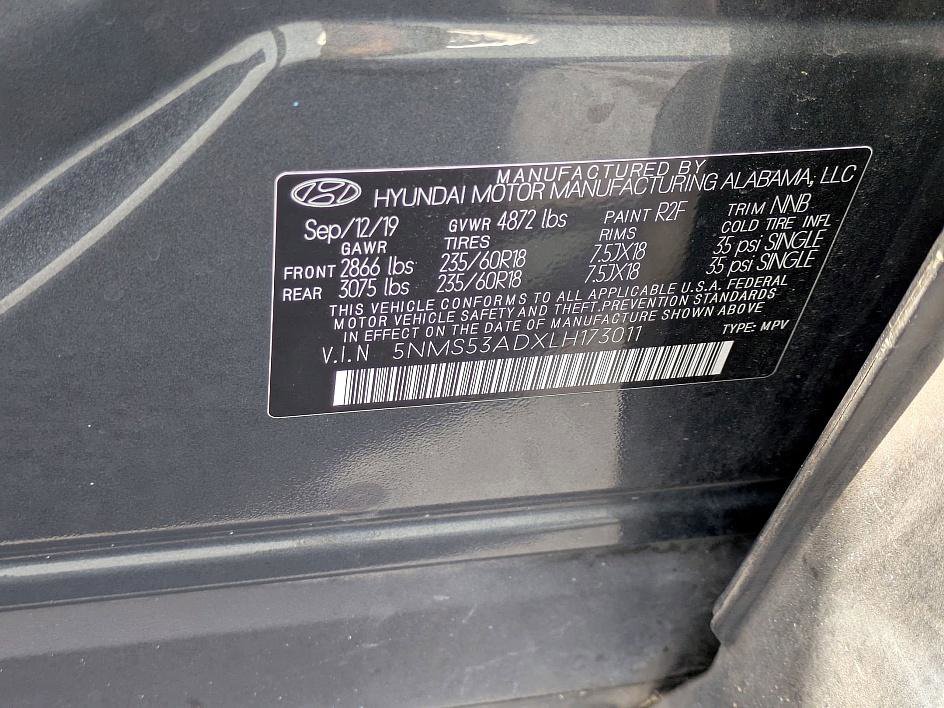 MANUFACTURED BY
HYUNDAI MOTOR MANUFACTURING ALABAMA, LLC
Sep/12/19 GVWR 4872 lbs PAINT R2F TRIM NNB
GAWR TIRES RIMS COLD TIRE INFL
FRONT 2866 lbs 235/60R18 7.5JX18 35 psi SINGLE
REAR 3075 lbs 235/60R18 7.5JX18 35 psi SINGLE
THIS VEHICLE CONFORMS TO ALL APPLICABLE U.S.A. FEDERAL
MOTOR VEHICLE SAFETY AND THEFT PREVENTION STANDARDS
IN EFFECT ON THE DATE OF MANUFACTURE SHOWN ABOVE
V.I.N 5NMS53ADXLH173011 TYPE: MPV